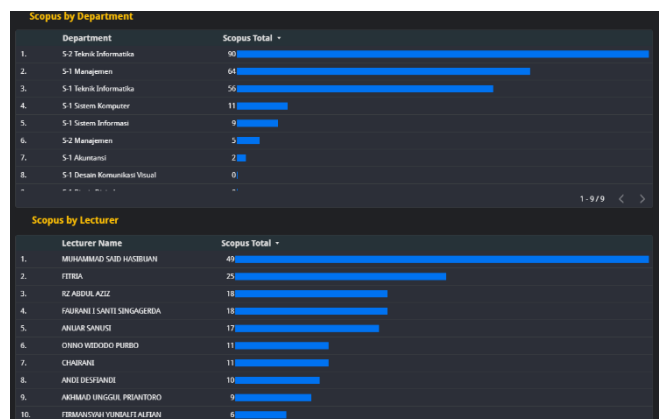 Scopus by Department
Department Scopus Total
1. S-2 Teknik Informatika 90
2. S-1 Manajemen 64
3. S-1 Teknik Informatika 56
4. S-1 Sistem Komputer 11
5. S-1 Sistem Informasi 9
6. S-2 Manajemen 5
7. S-1 Akuntansi 2
8. S-1 Desain Komunikasi Visual 0
1 - 9 / 9
Scopus by Lecturer
Lecturer Name Scopus Total
1. MUHAMMAD SAID HASIBUAN 49
2. FITRIA 25
3. RZ ABDUL AZIZ 18
4. FAURANI I SANTI SINGAGERDA 18
5. ANUAR SANUSI 17
6. ONNO WIDODO PURBO 11
7. CHAIRANI 11
8. ANDI DESFIANDI 10
9. AKHMAD UNGGUL PRIANTORO 9
10. FIRMANSYAH YUNIALFI ALFIAN 6